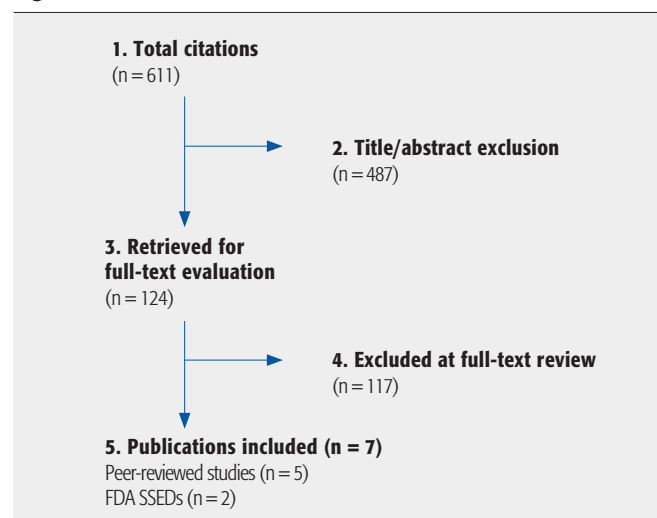 1. Total citations
(n = 611)
2. Title/abstract exclusion
(n = 487)
3. Retrieved for
full-text evaluation
(n = 124)
4. Excluded at full-text review
(n = 117)
5. Publications included (n = 7)
Peer-reviewed studies (n = 5)
FDA SSEDs (n = 2)